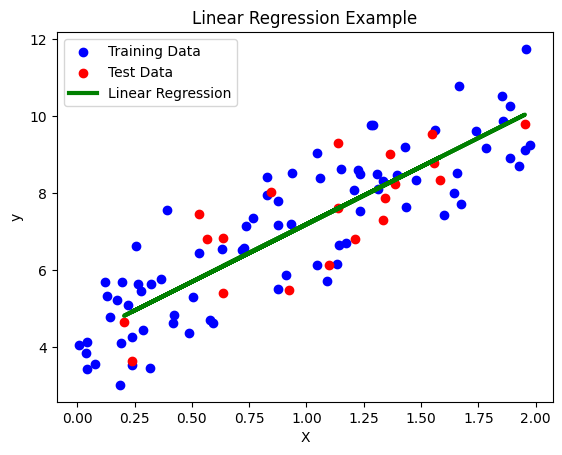 Linear Regression Example
Training Data
Test Data
Linear Regression
12
10
8
6
4
y
0.00 0.25 0.50 0.75 1.00 1.25 1.50 1.75 2.00
X